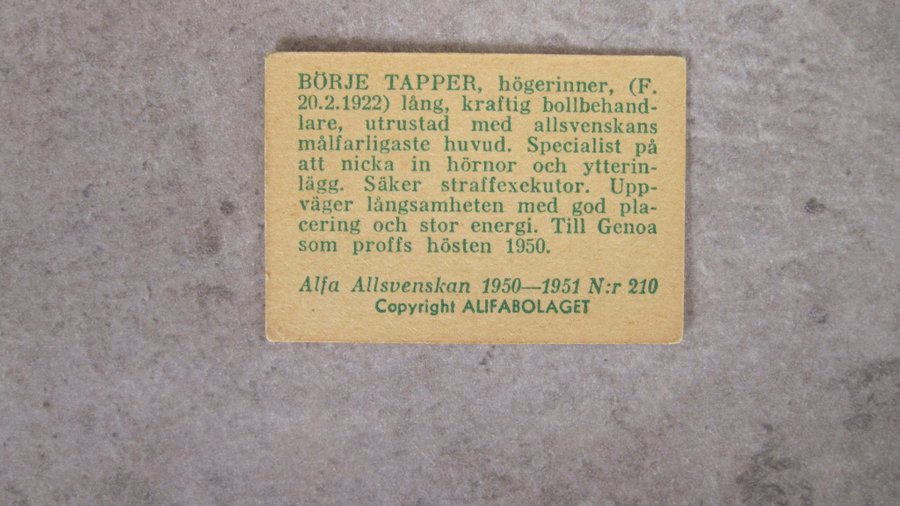 BÖRJE TAPPER, högerinner, (F.
20.2.1922) lång, kraftig bollbehand-
lare, utrustad med allsvenskans
målfarligaste huvud. Specialist på
att nicka in hörnor och ytterin-
lägg. Säker straffexekutor. Upp-
väger långsamheten med god pla-
cering och stor energi. Till Genoa
som proffs hösten 1950.
Alfa Allsvenskan 1950—1951 N:r 210
Copyright ALIFABOLAGET